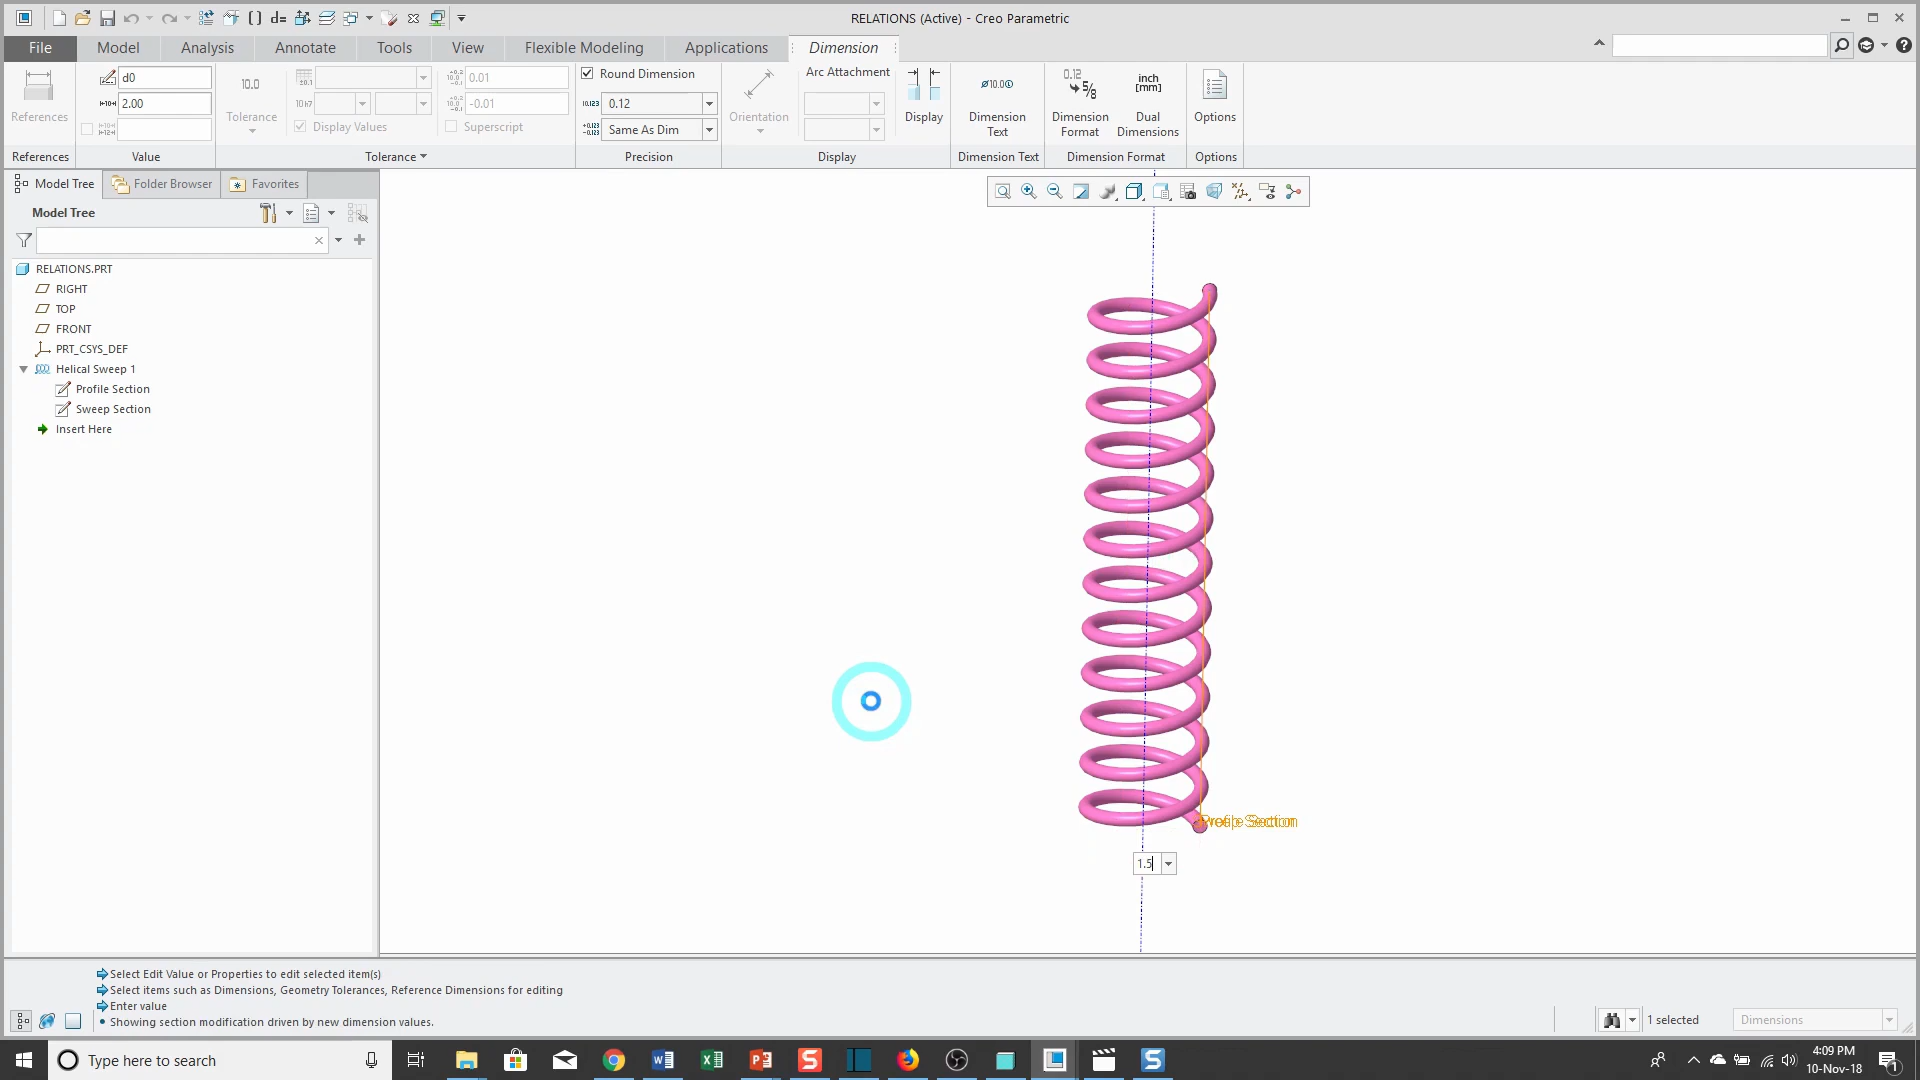 RELATIONS (Active) - Creo Parametric
File Model Analysis Annotate Tools View Flexible Modeling Applications Dimension
References
d0
2.00
Value
10.0
Tolerance
10h7
Display Values
0.01
-0.01
Superscript
Tolerance
Round Dimension
0.12
Same As Dim
Precision
Orientation
Arc Attachment
Display
Display
Dimension Text
Dimension Text
Dimension Format
inch [mm]
Dual Dimensions
Dimension Format
Options
Options
References
Model Tree Folder Browser Favorites
Model Tree
RELATIONS.PRT
RIGHT
TOP
FRONT
PRT_CSYS_DEF
Helical Sweep 1
Profile Section
Sweep Section
Insert Here
Profile Section
1.5
Select Edit Value or Properties to edit selected item(s)
Select items such as Dimensions, Geometry Tolerances, Reference Dimensions for editing
Enter value
Showing section modification driven by new dimension values.
1 selected
Dimensions
Type here to search
4:09 PM
10-Nov-18